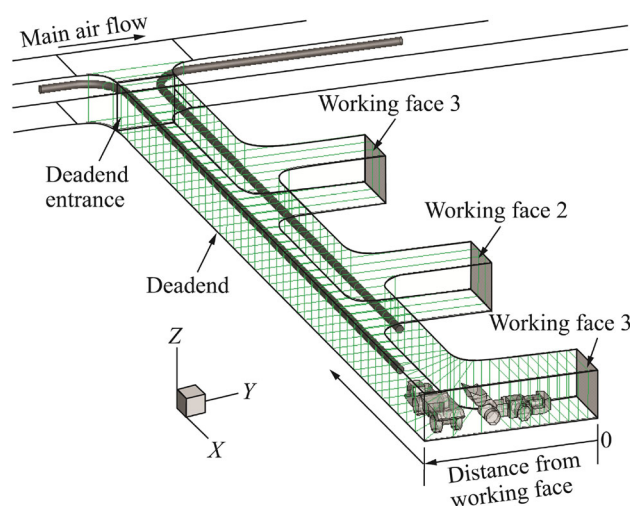 Main air flow
Working face 3
Deadend
entrance
Working face 2
Deadend
Working face 3
Z
Y
X
0
Distance from
working face